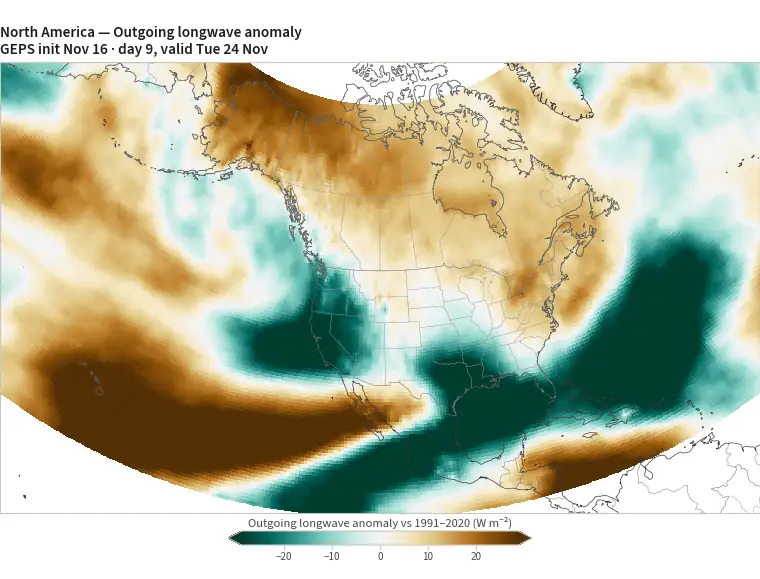 North America — Outgoing longwave anomaly
GEPS init Nov 16 · day 9, valid Tue 24 Nov
Outgoing longwave anomaly vs 1991–2020 (W m⁻²)
−20 −10 0 10 20